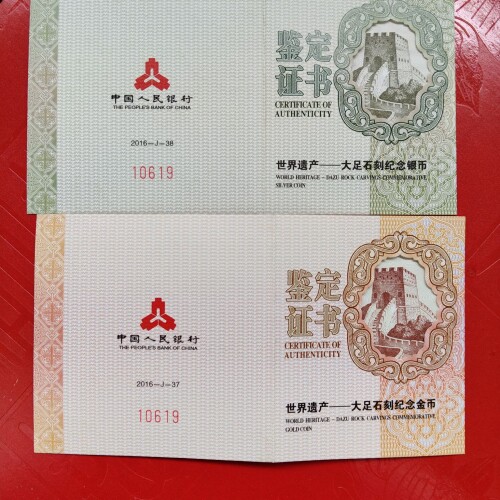 中国人民银行
THE PEOPLE'S BANK OF CHINA
2016-J-38
10619
鉴定
证书
CERTIFICATE OF
AUTHENTICITY
世界遗产——大足石刻纪念银币
WORLD HERITAGE - DAZU ROCK CARVINGS COMMEMORATIVE
SILVER COIN
中国人民银行
THE PEOPLE'S BANK OF CHINA
2016-J-37
10619
鉴定
证书
CERTIFICATE OF
AUTHENTICITY
世界遗产——大足石刻纪念金币
WORLD HERITAGE - DAZU ROCK CARVINGS COMMEMORATIVE
GOLD COIN